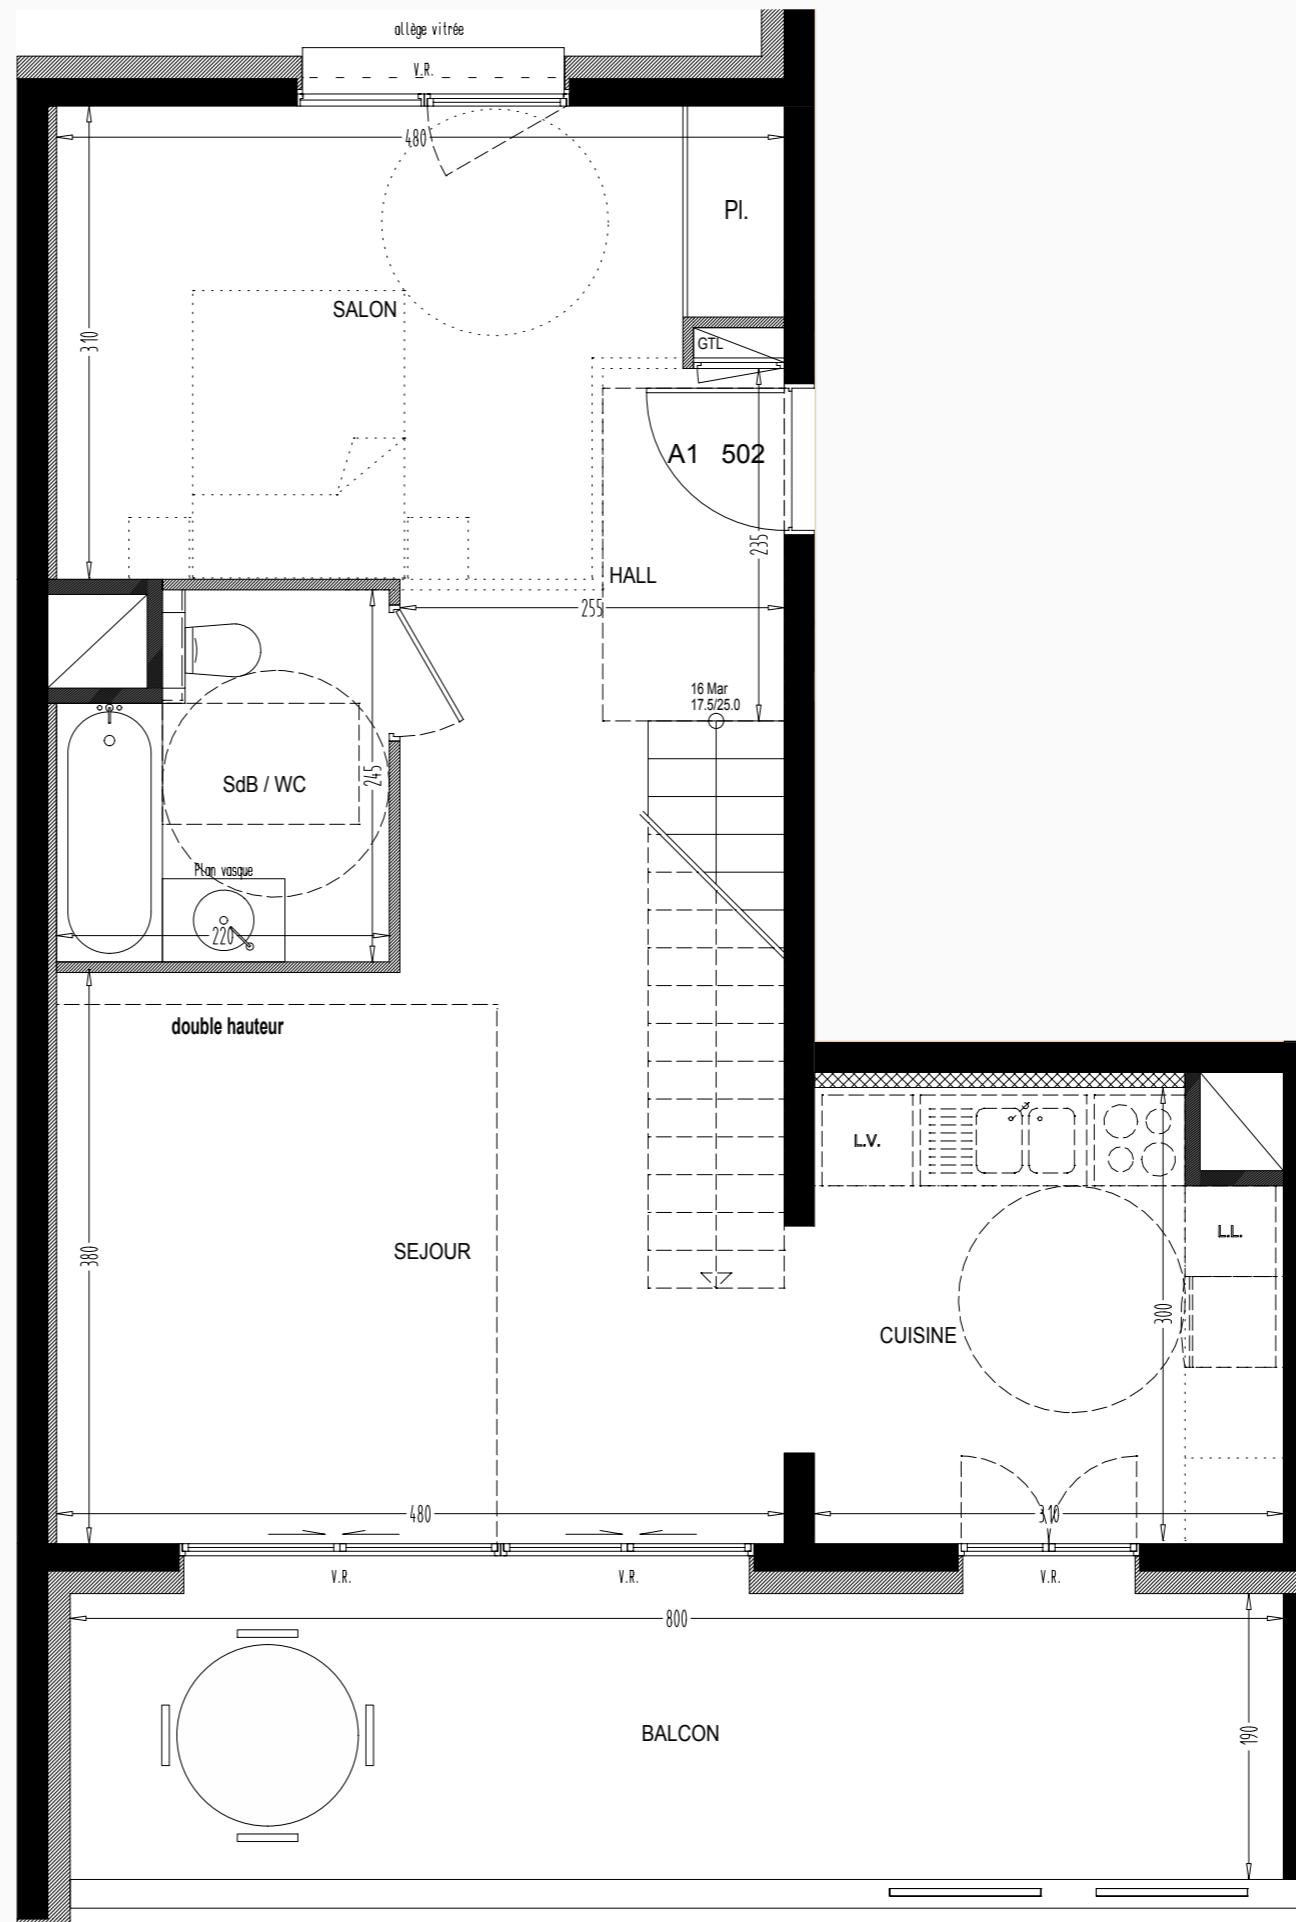 allège vitrée
V.R.
480
Pl.
SALON
310
GTL
A1 502
235
HALL
255
16 Mar
17.5/25.0
SdB / WC
245
Plan vasque
220
double hauteur
L.V.
L.L.
SEJOUR
380
300
CUISINE
480
310
V.R.
V.R.
V.R.
800
BALCON
190